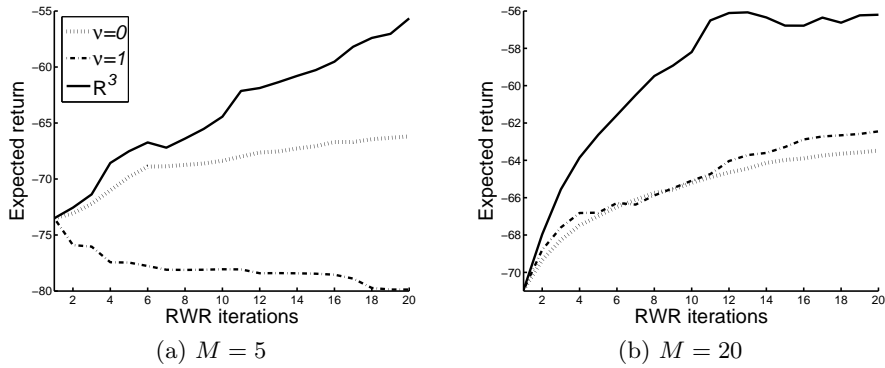 −55
−60
−65
−70
−75
−80
Expected return
ν=0
ν=1
R³
2 4 6 8 10 12 14 16 18 20
RWR iterations
(a) M = 5
−56
−58
−60
−62
−64
−66
−68
−70
Expected return
2 4 6 8 10 12 14 16 18 20
RWR iterations
(b) M = 20